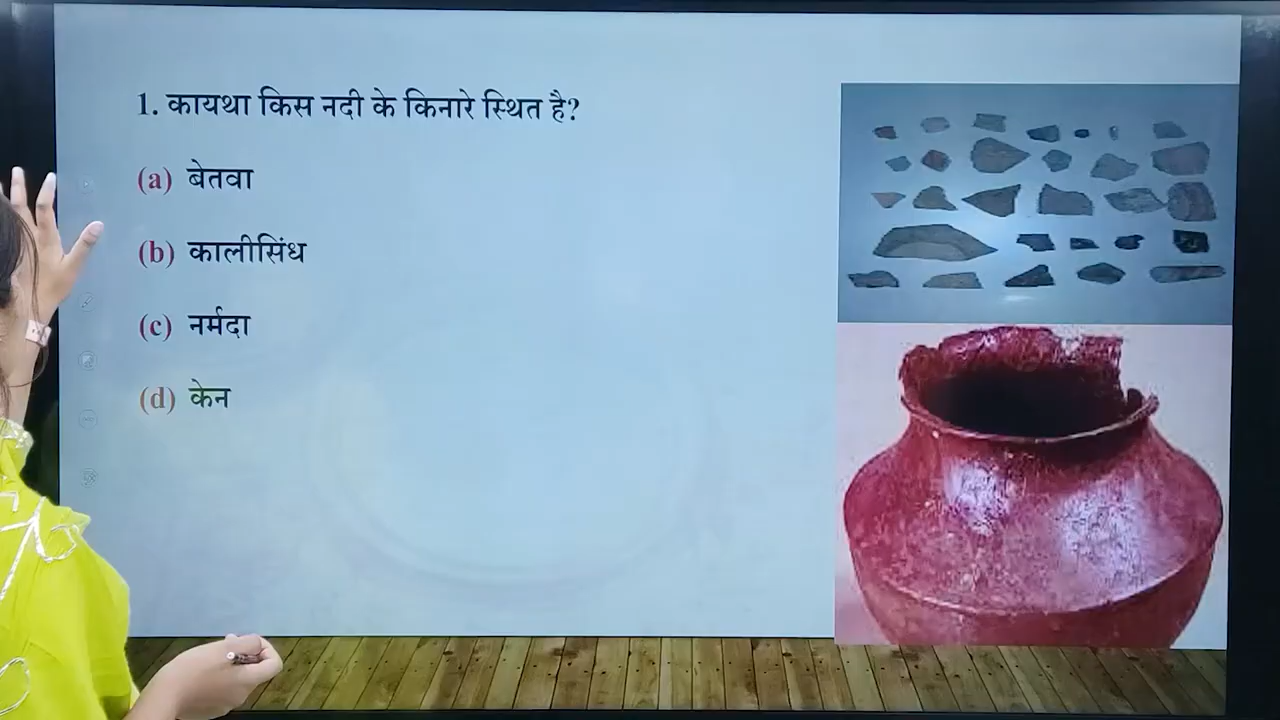 1. कायथा किस नदी के किनारे स्थित है?
(a) बेतवा
(b) कालीसिंध
(c) नर्मदा
(d) केन